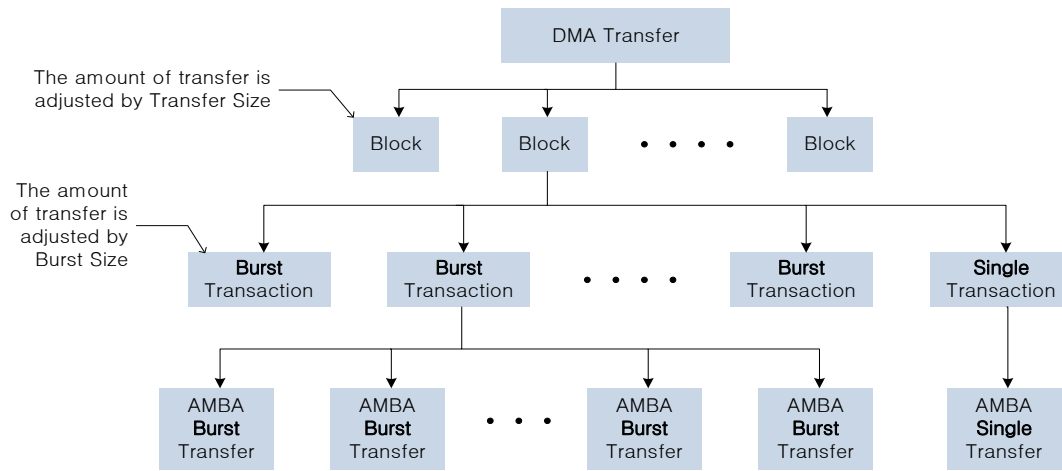 DMA Transfer
The amount of transfer is
adjusted by Transfer Size
Block
Block
Block
The amount
of transfer is
adjusted by
Burst Size
Burst
Transaction
Burst
Transaction
Burst
Transaction
Single
Transaction
AMBA
Burst
Transfer
AMBA
Burst
Transfer
AMBA
Burst
Transfer
AMBA
Burst
Transfer
AMBA
Single
Transfer